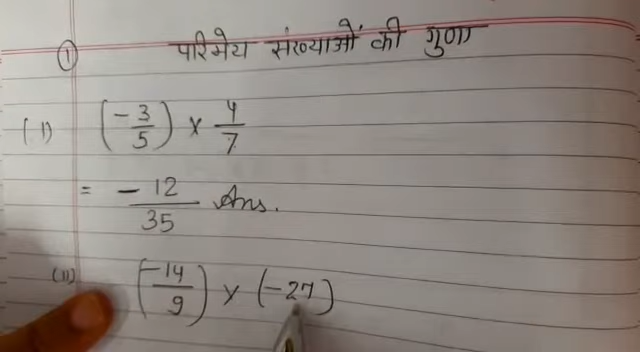 ① परिमेय संख्याओं की गुणा
(I) (-3/5) × 4/7
= -12/35 Ans.
(II) (-14/9) × (-27)